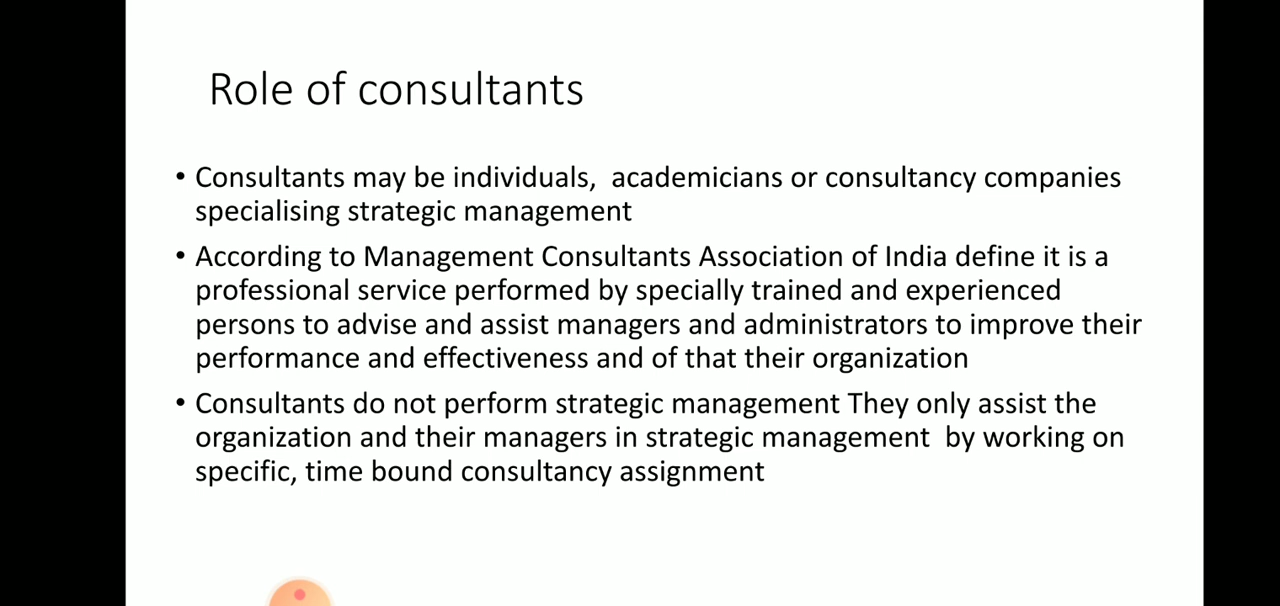 Role of consultants
• Consultants may be individuals,  academicians or consultancy companies
specialising strategic management
• According to Management Consultants Association of India define it is a
professional service performed by specially trained and experienced
persons to advise and assist managers and administrators to improve their
performance and effectiveness and of that their organization
• Consultants do not perform strategic management They only assist the
organization and their managers in strategic management  by working on
specific, time bound consultancy assignment